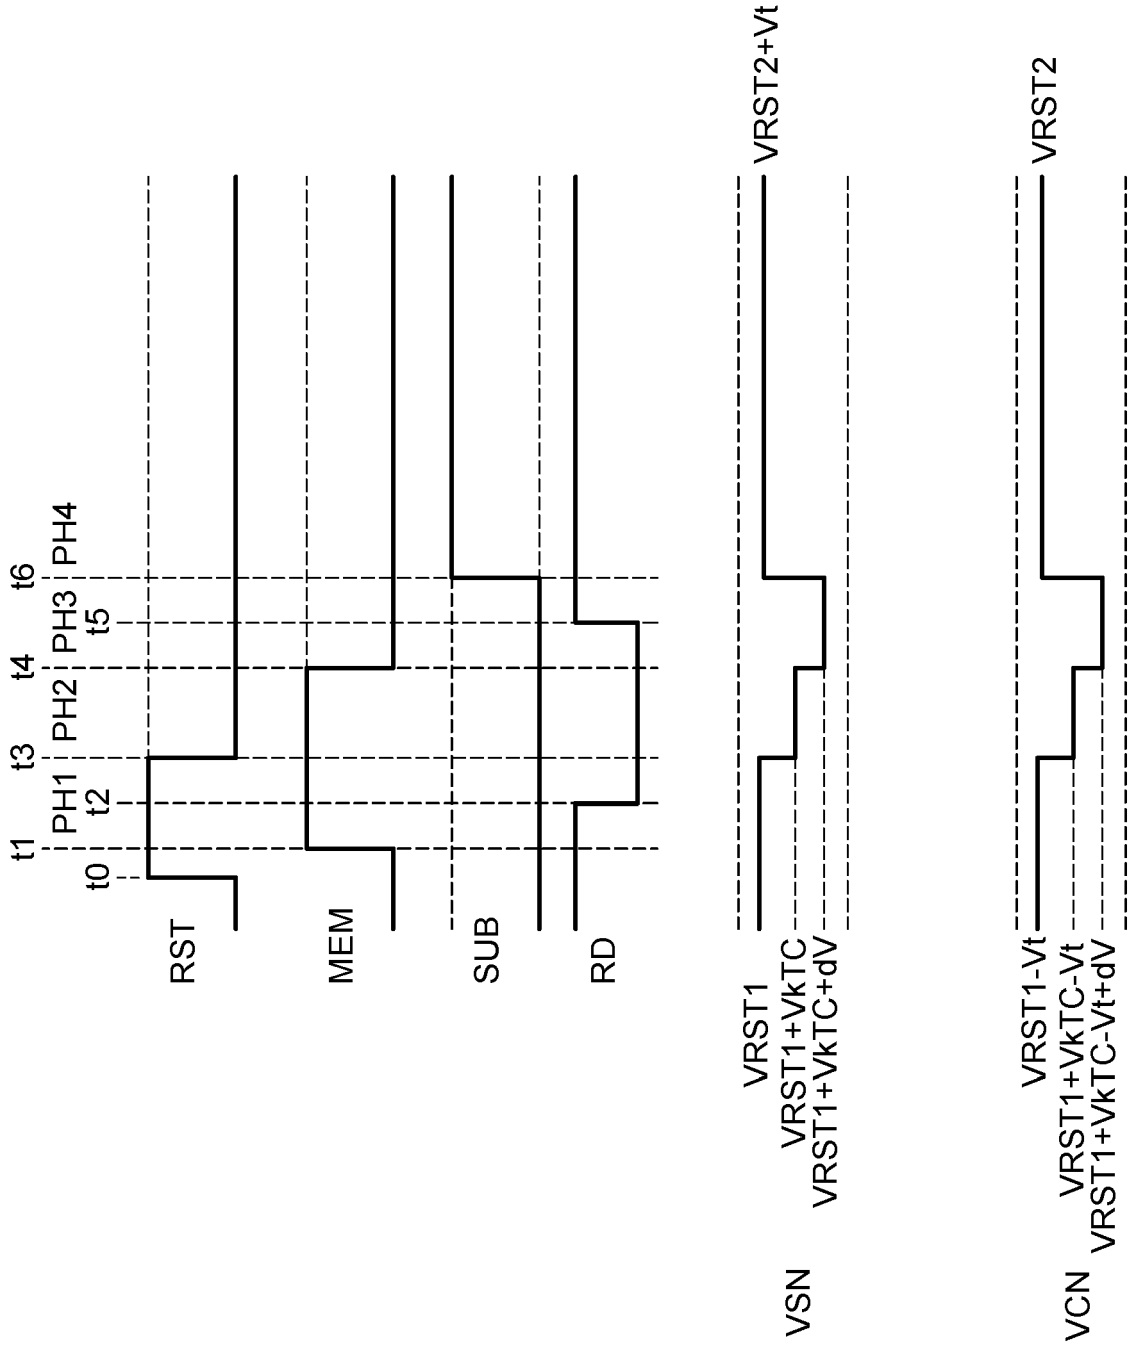 t1
t3
t4
t6
PH1
PH2
PH3
PH4
t0
t2
t5
RST
MEM
SUB
RD
VSN
VRST1
VRST1+VkTC
VRST1+VkTC+dV
VRST2+Vt
VCN
VRST1-Vt
VRST1+VkTC-Vt
VRST1+VkTC-Vt+dV
VRST2